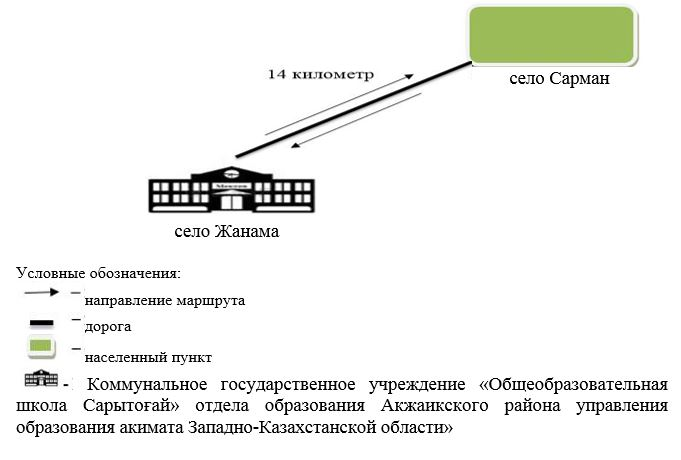 14 километр
село Сарман
Мектеп
село Жанама
Условные обозначения:
– направление маршрута
– дорога
– населенный пункт
- Коммунальное государственное учреждение «Общеобразовательная
школа Сарытоғай» отдела образования Акжаикского района управления
образования акимата Западно-Казахстанской области»